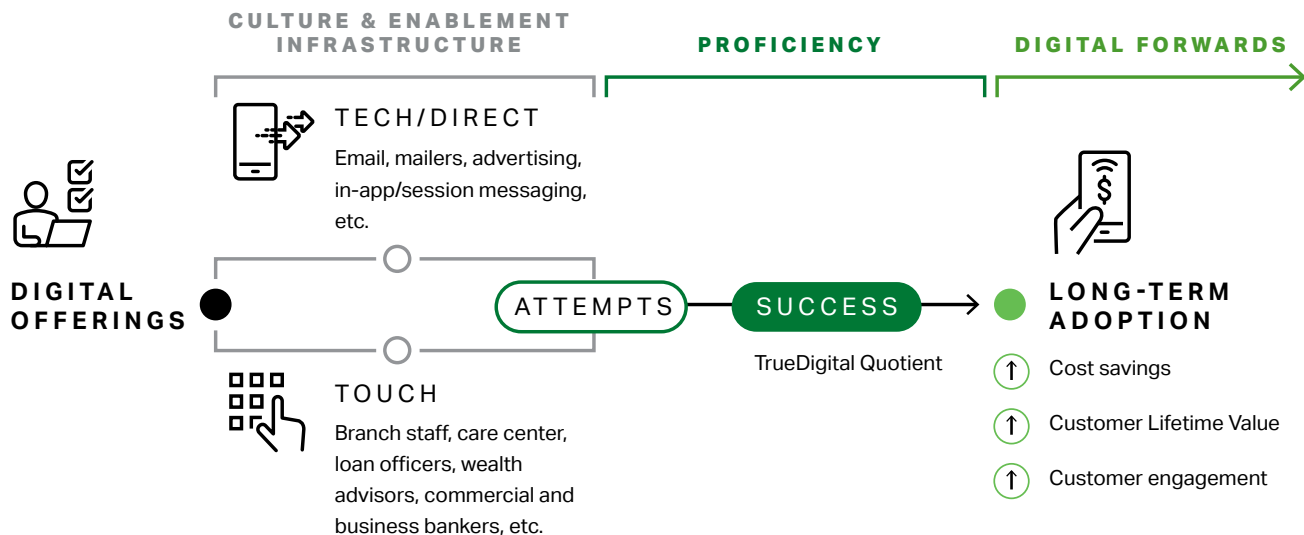 CULTURE & ENABLEMENT
INFRASTRUCTURE
PROFICIENCY
DIGITAL FORWARDS
TECH/DIRECT
Email, mailers, advertising,
in-app/session messaging,
etc.
DIGITAL
OFFERINGS
ATTEMPTS
SUCCESS
TrueDigital Quotient
$
LONG-TERM
ADOPTION
Cost savings
Customer Lifetime Value
Customer engagement
TOUCH
Branch staff, care center,
loan officers, wealth
advisors, commercial and
business bankers, etc.